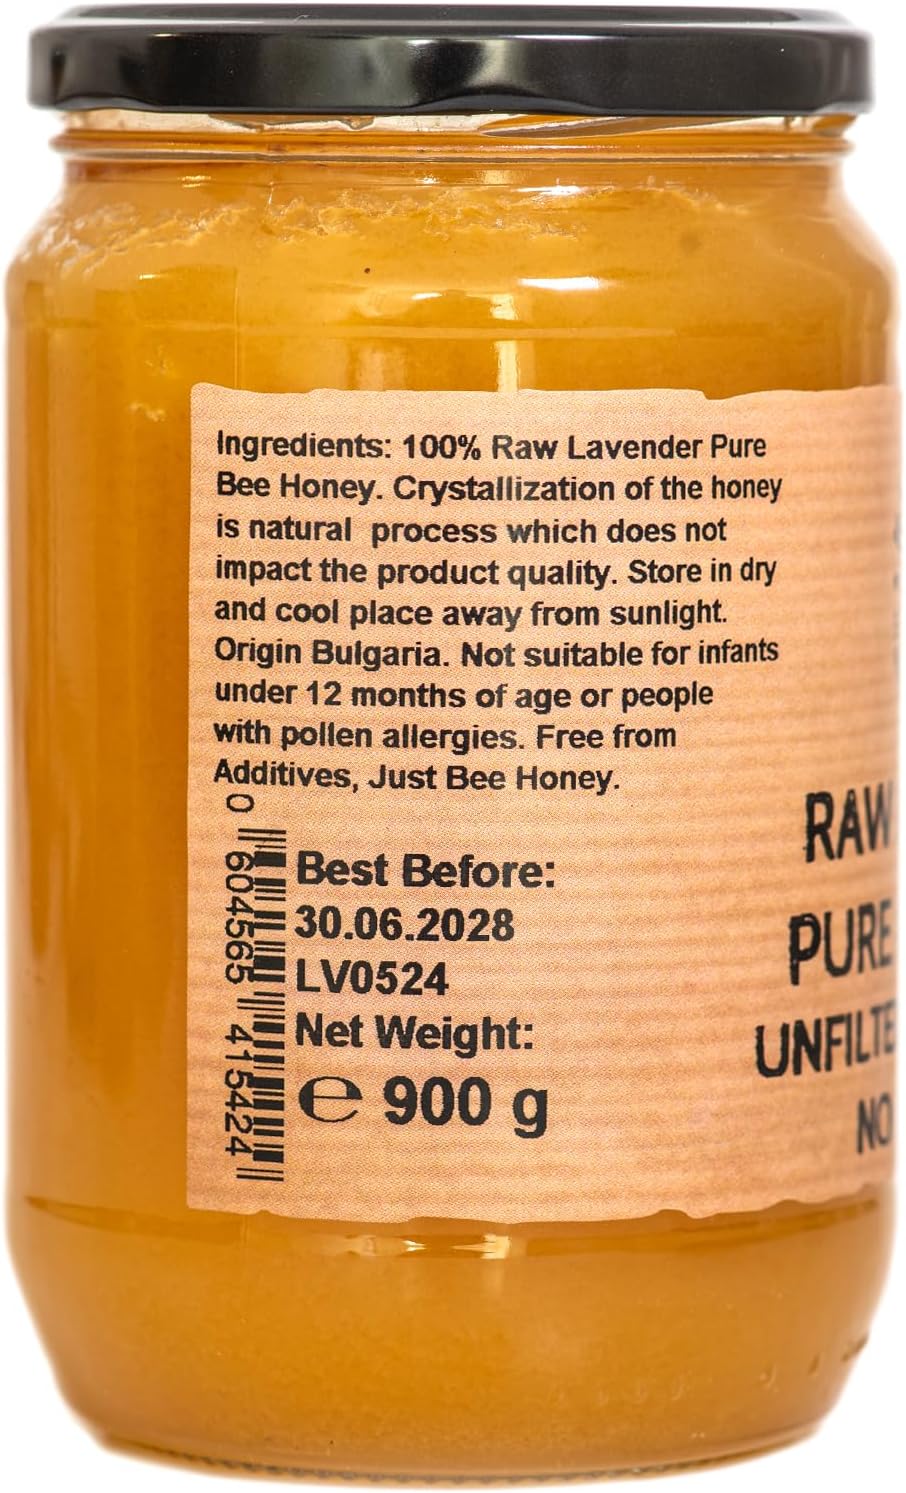 Ingredients: 100% Raw Lavender Pure
Bee Honey. Crystallization of the honey
is natural process which does not
impact the product quality. Store in dry
and cool place away from sunlight.
Origin Bulgaria. Not suitable for infants
under 12 months of age or people
with pollen allergies. Free from
Additives, Just Bee Honey.
0 604565 415424
Best Before:
30.06.2028
LV0524
Net Weight:
℮ 900 g
RAW
PURE
UNFILTE
NO